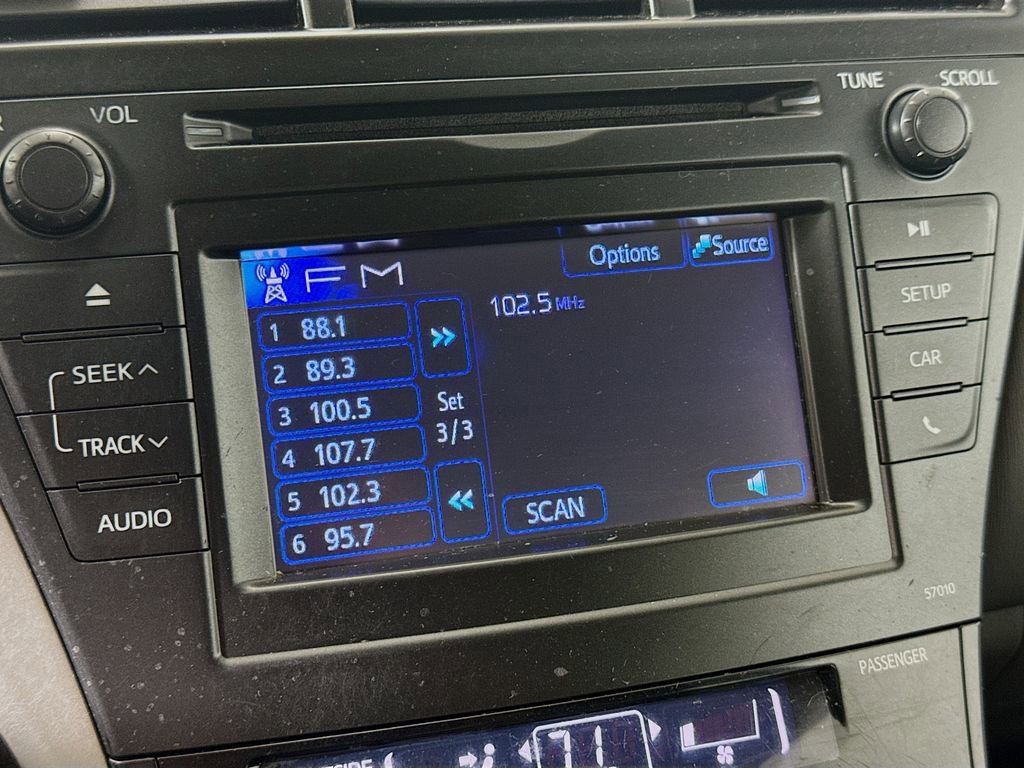 VOL
TUNE
SCROLL
SEEK
TRACK
AUDIO
FM
Options
Source
1 88.1
2 89.3
3 100.5
4 107.7
5 102.3
6 95.7
Set
3/3
102.5 MHz
SCAN
SETUP
CAR
57010
PASSENGER
71